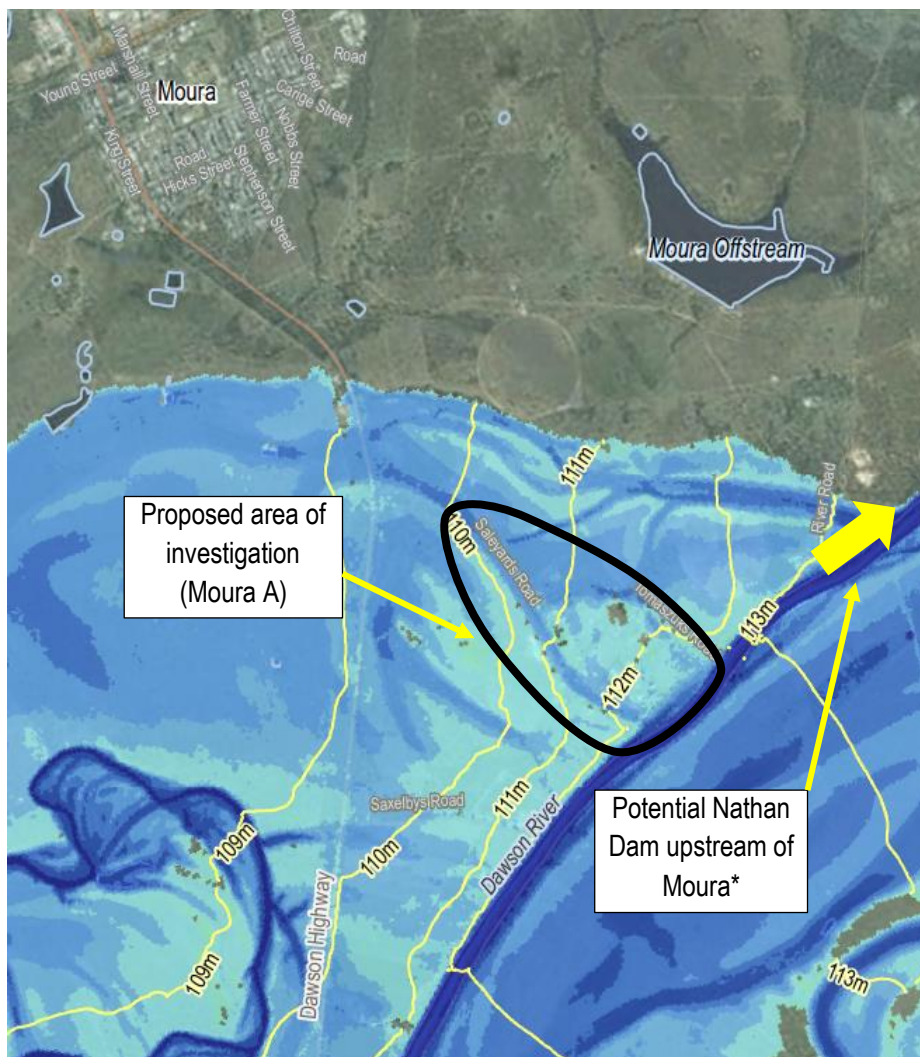 Road
Chilton Street
Marshall Street
Young Street
Moura
Carige Street
Farmer Street
Nobbs Street
King Street
Road
Hicks Street
Stephenson Street
Moura Offstream
111m
River Road
Proposed area of
investigation
(Moura A)
110m
Saleyards Road
Tomaszuks Road
113m
112m
Potential Nathan
Dam upstream of
Moura*
Saxelbys Road
111m
Dawson River
109m
110m
Dawson Highway
109m
113m